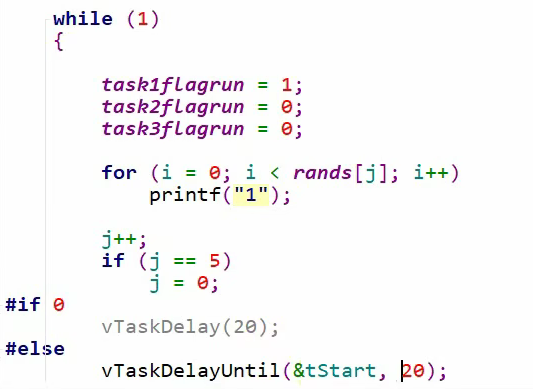 while (1)
{
task1flagrun = 1;
task2flagrun = 0;
task3flagrun = 0;
for (i = 0; i < rands[j]; i++)
printf("1");
j++;
if (j == 5)
j = 0;
#if 0
vTaskDelay(20);
#else
vTaskDelayUntil(&tStart, 20);